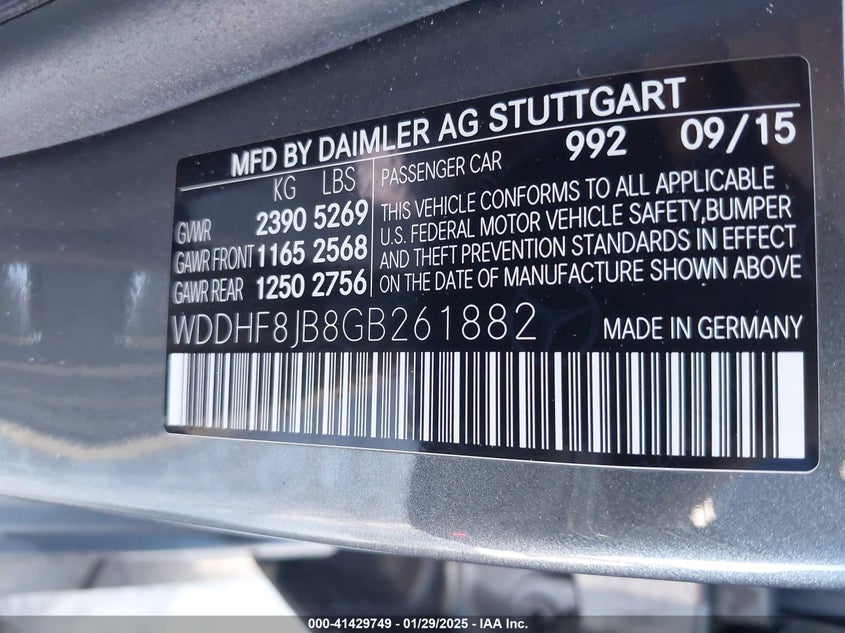 MFD BY DAIMLER AG STUTTGART
KG LBS
PASSENGER CAR 992 09/15
GVWR 2390 5269
GAWR FRONT 1165 2568
GAWR REAR 1250 2756
THIS VEHICLE CONFORMS TO ALL APPLICABLE
U.S. FEDERAL MOTOR VEHICLE SAFETY,BUMPER
AND THEFT PREVENTION STANDARDS IN EFFECT
ON THE DATE OF MANUFACTURE SHOWN ABOVE
WDDHF8JB8GB261882 MADE IN GERMANY
000-41429749 - 01/29/2025 - IAA Inc.